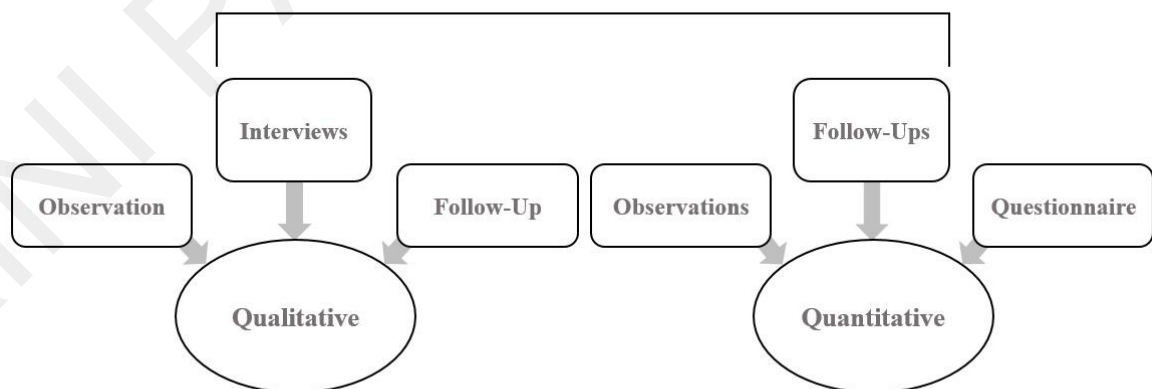 Interviews
Follow-Ups
Observation
Follow-Up
Observations
Questionnaire
Qualitative
Quantitative